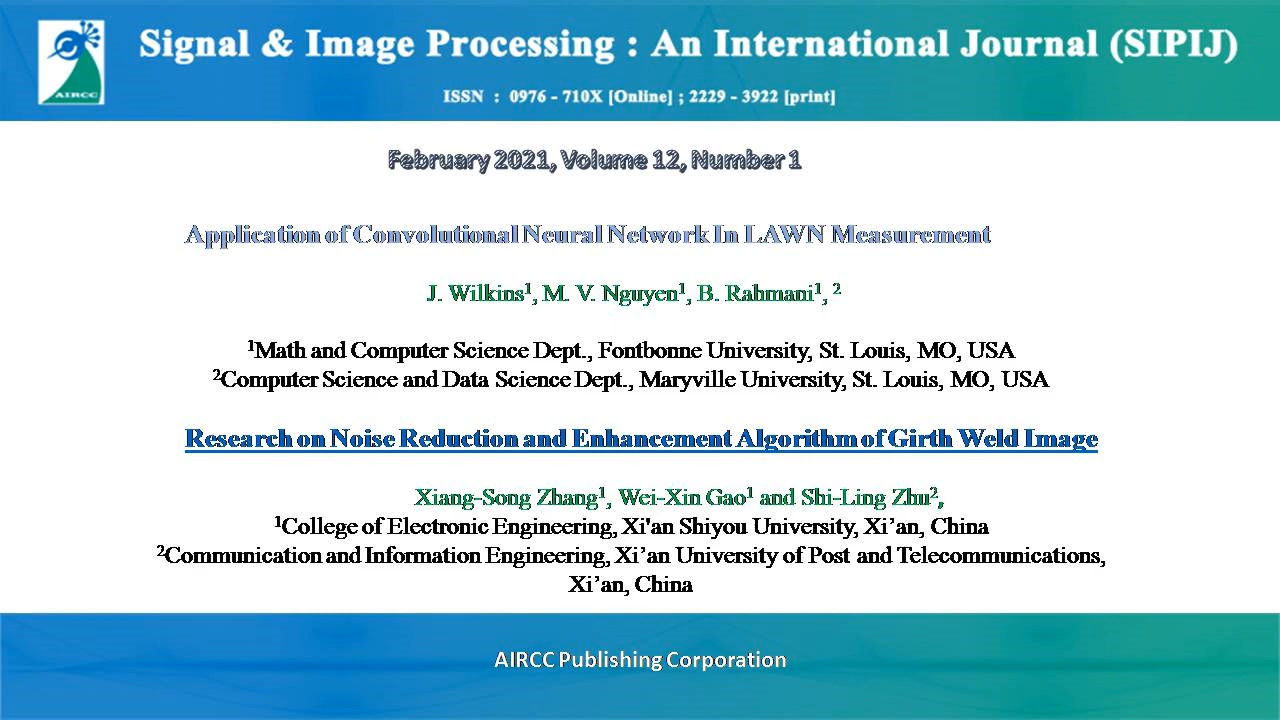 AIRCC
Signal & Image Processing : An International Journal (SIPIJ)
ISSN : 0976 - 710X [Online] ; 2229 - 3922 [print]
February 2021, Volume 12, Number 1
Application of Convolutional Neural Network In LAWN Measurement
J. Wilkins¹, M. V. Nguyen¹, B. Rahmani¹, ²
¹Math and Computer Science Dept., Fontbonne University, St. Louis, MO, USA
²Computer Science and Data Science Dept., Maryville University, St. Louis, MO, USA
Research on Noise Reduction and Enhancement Algorithm of Girth Weld Image
Xiang-Song Zhang¹, Wei-Xin Gao¹ and Shi-Ling Zhu²,
¹College of Electronic Engineering, Xi'an Shiyou University, Xi’an, China
²Communication and Information Engineering, Xi’an University of Post and Telecommunications,
Xi’an, China
AIRCC Publishing Corporation